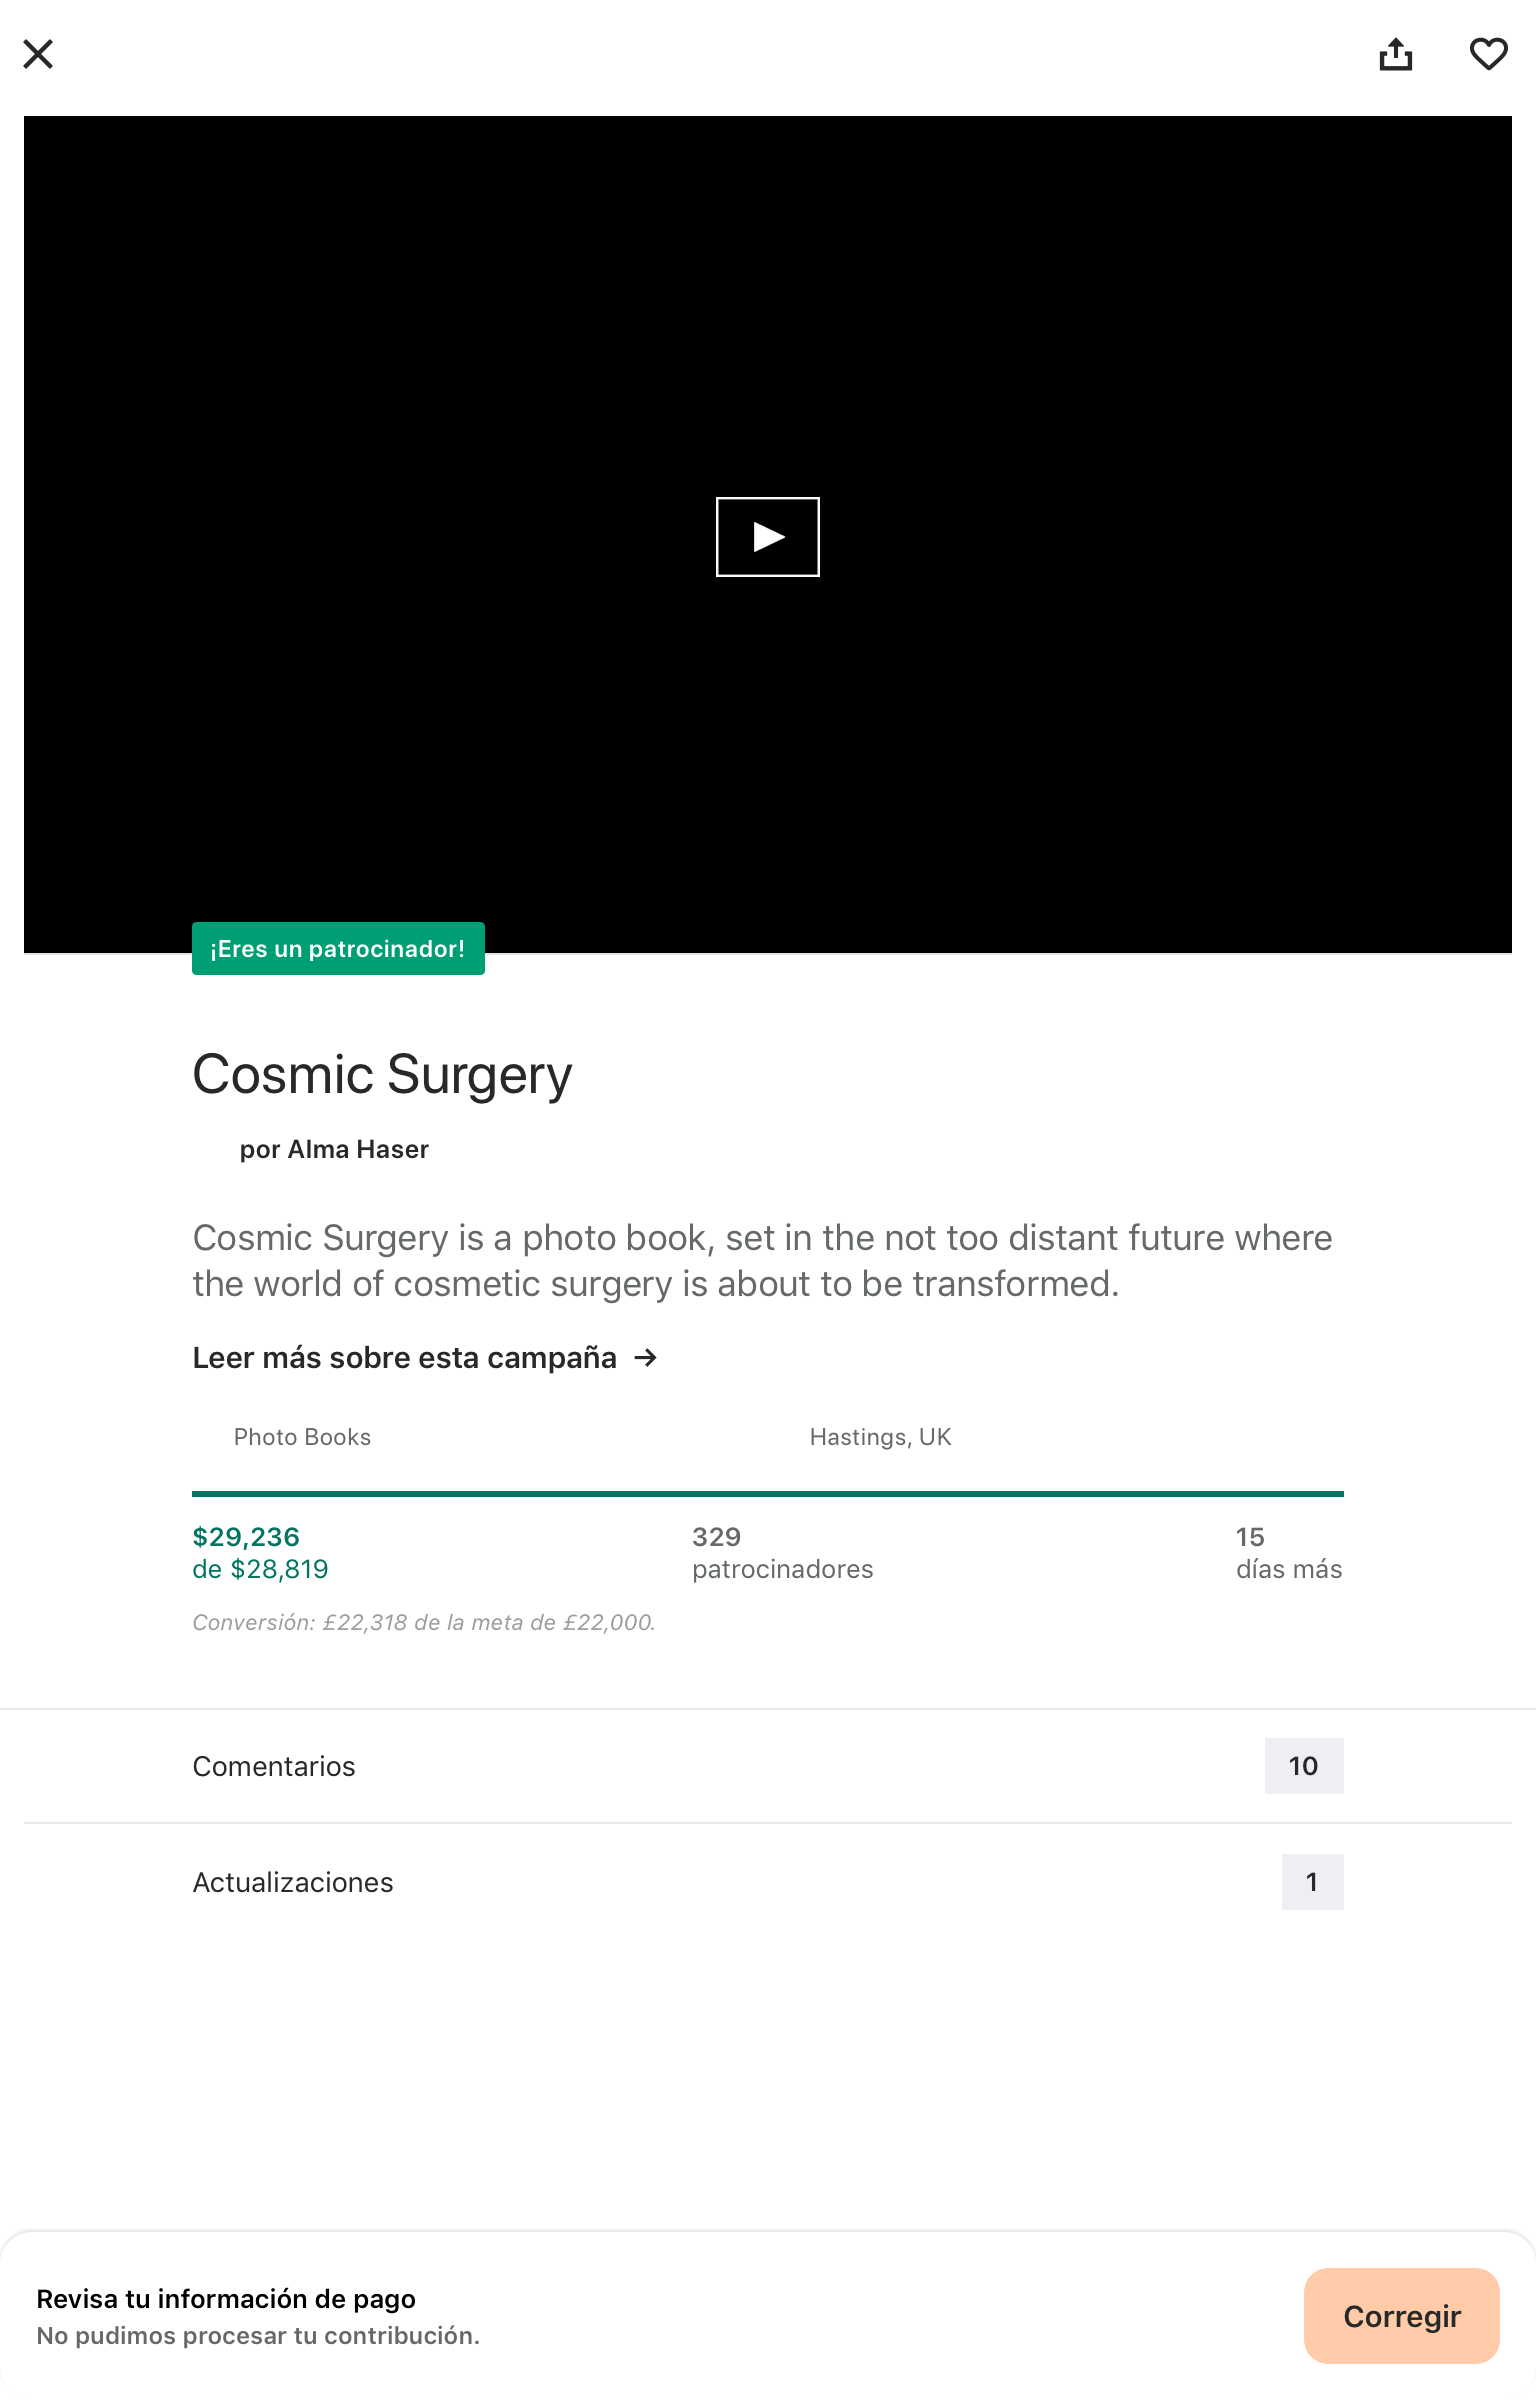 ¡Eres un patrocinador!
Cosmic Surgery
por Alma Haser
Cosmic Surgery is a photo book, set in the not too distant future where
the world of cosmetic surgery is about to be transformed.
Leer más sobre esta campaña →
Photo Books
Hastings, UK
$29,236
de $28,819
329
patrocinadores
15
días más
Conversión: £22,318 de la meta de £22,000.
Comentarios
10
Actualizaciones
1
Revisa tu información de pago
No pudimos procesar tu contribución.
Corregir